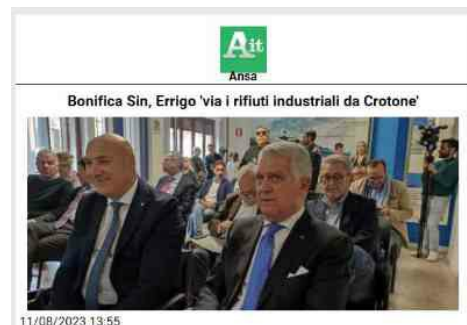 Ait
Ansa
Bonifica Sin, Errigo 'via i rifiuti industriali da Crotone'
11/08/2023 13:55